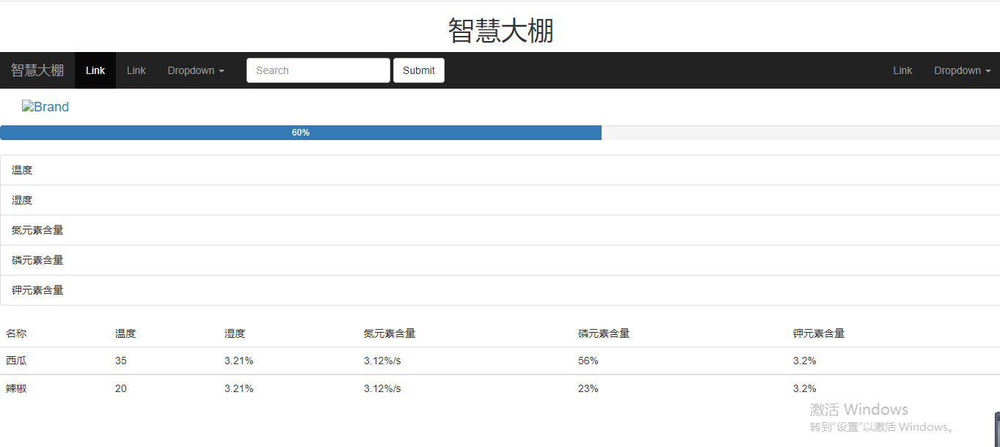 智慧大棚
智慧大棚 Link Link Dropdown Search Submit Link Dropdown
Brand
60%
温度
湿度
氮元素含量
磷元素含量
钾元素含量
名称 温度 湿度 氮元素含量 磷元素含量 钾元素含量
西瓜 35 3.21% 3.12%/s 56% 3.2%
辣椒 20 3.21% 3.12%/s 23% 3.2%
激活 Windows
转到“设置”以激活 Windows。